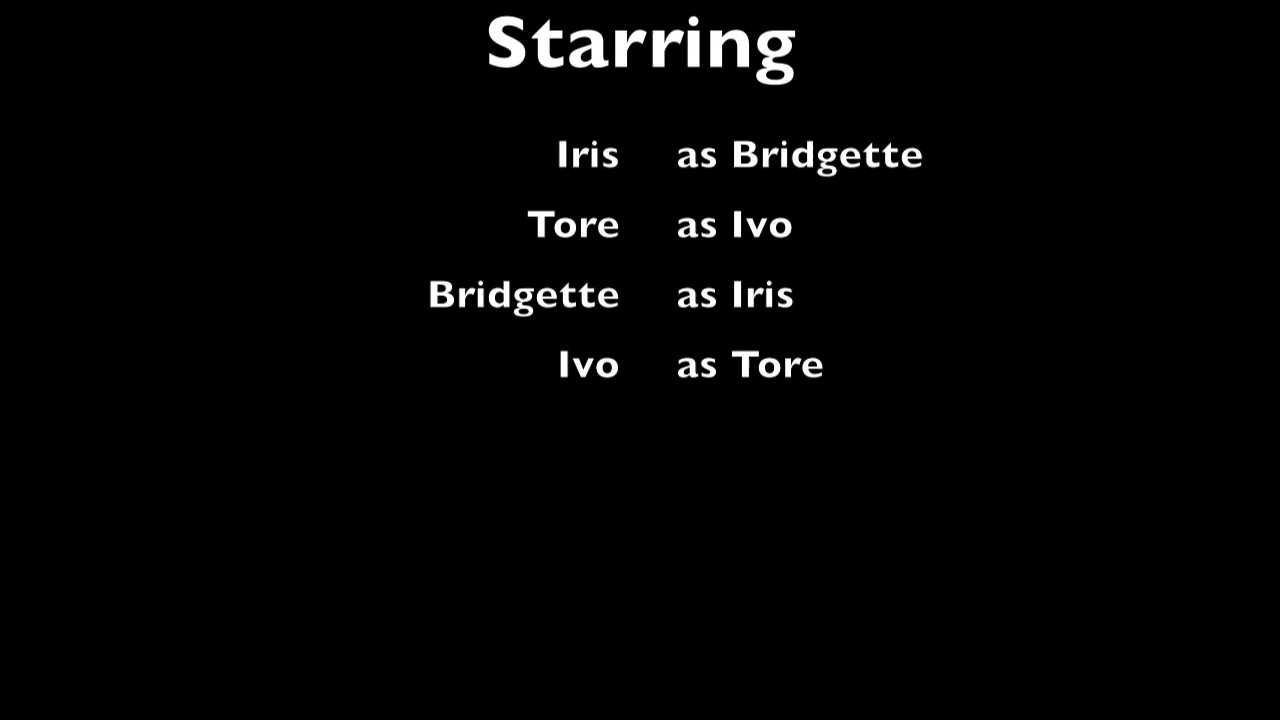 Starring
Iris as Bridgette
Tore as Ivo
Bridgette as Iris
Ivo as Tore